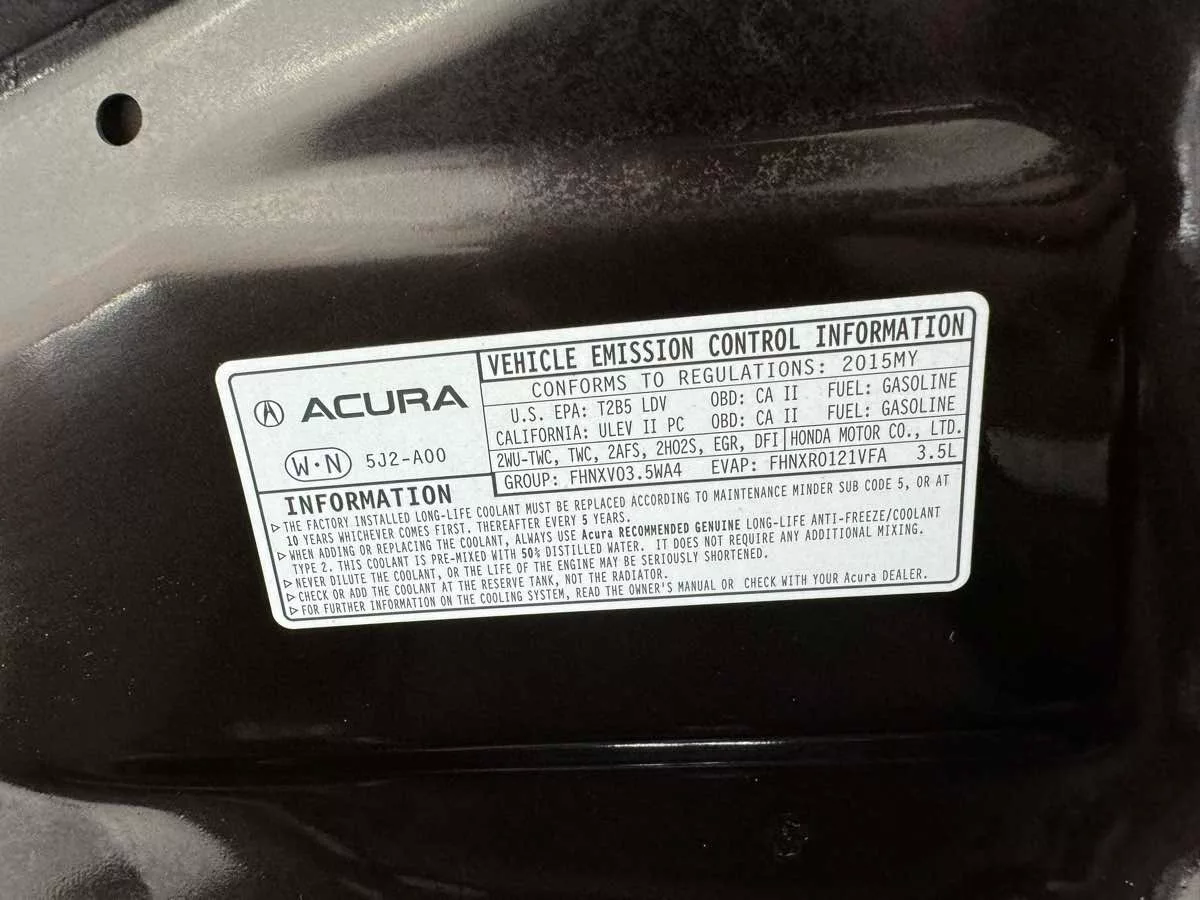 ACURA
W·N 5J2-A00
VEHICLE EMISSION CONTROL INFORMATION
CONFORMS TO REGULATIONS: 2015MY
U.S. EPA: T2B5 LDV OBD: CA II FUEL: GASOLINE
CALIFORNIA: ULEV II PC OBD: CA II FUEL: GASOLINE
2WU-TWC, TWC, 2AFS, 2HO2S, EGR, DFI HONDA MOTOR CO., LTD.
GROUP: FHNXV03.5WA4 EVAP: FHNXR0121VFA 3.5L
INFORMATION
▷ THE FACTORY INSTALLED LONG-LIFE COOLANT MUST BE REPLACED ACCORDING TO MAINTENANCE MINDER SUB CODE 5, OR AT
10 YEARS WHICHEVER COMES FIRST. THEREAFTER EVERY 5 YEARS.
▷ WHEN ADDING OR REPLACING THE COOLANT, ALWAYS USE Acura RECOMMENDED GENUINE LONG-LIFE ANTI-FREEZE/COOLANT
TYPE 2. THIS COOLANT IS PRE-MIXED WITH 50% DISTILLED WATER. IT DOES NOT REQUIRE ANY ADDITIONAL MIXING.
▷ NEVER DILUTE THE COOLANT, OR THE LIFE OF THE ENGINE MAY BE SERIOUSLY SHORTENED.
▷ CHECK OR ADD THE COOLANT AT THE RESERVE TANK, NOT THE RADIATOR.
▷ FOR FURTHER INFORMATION ON THE COOLING SYSTEM, READ THE OWNER'S MANUAL OR CHECK WITH YOUR Acura DEALER.